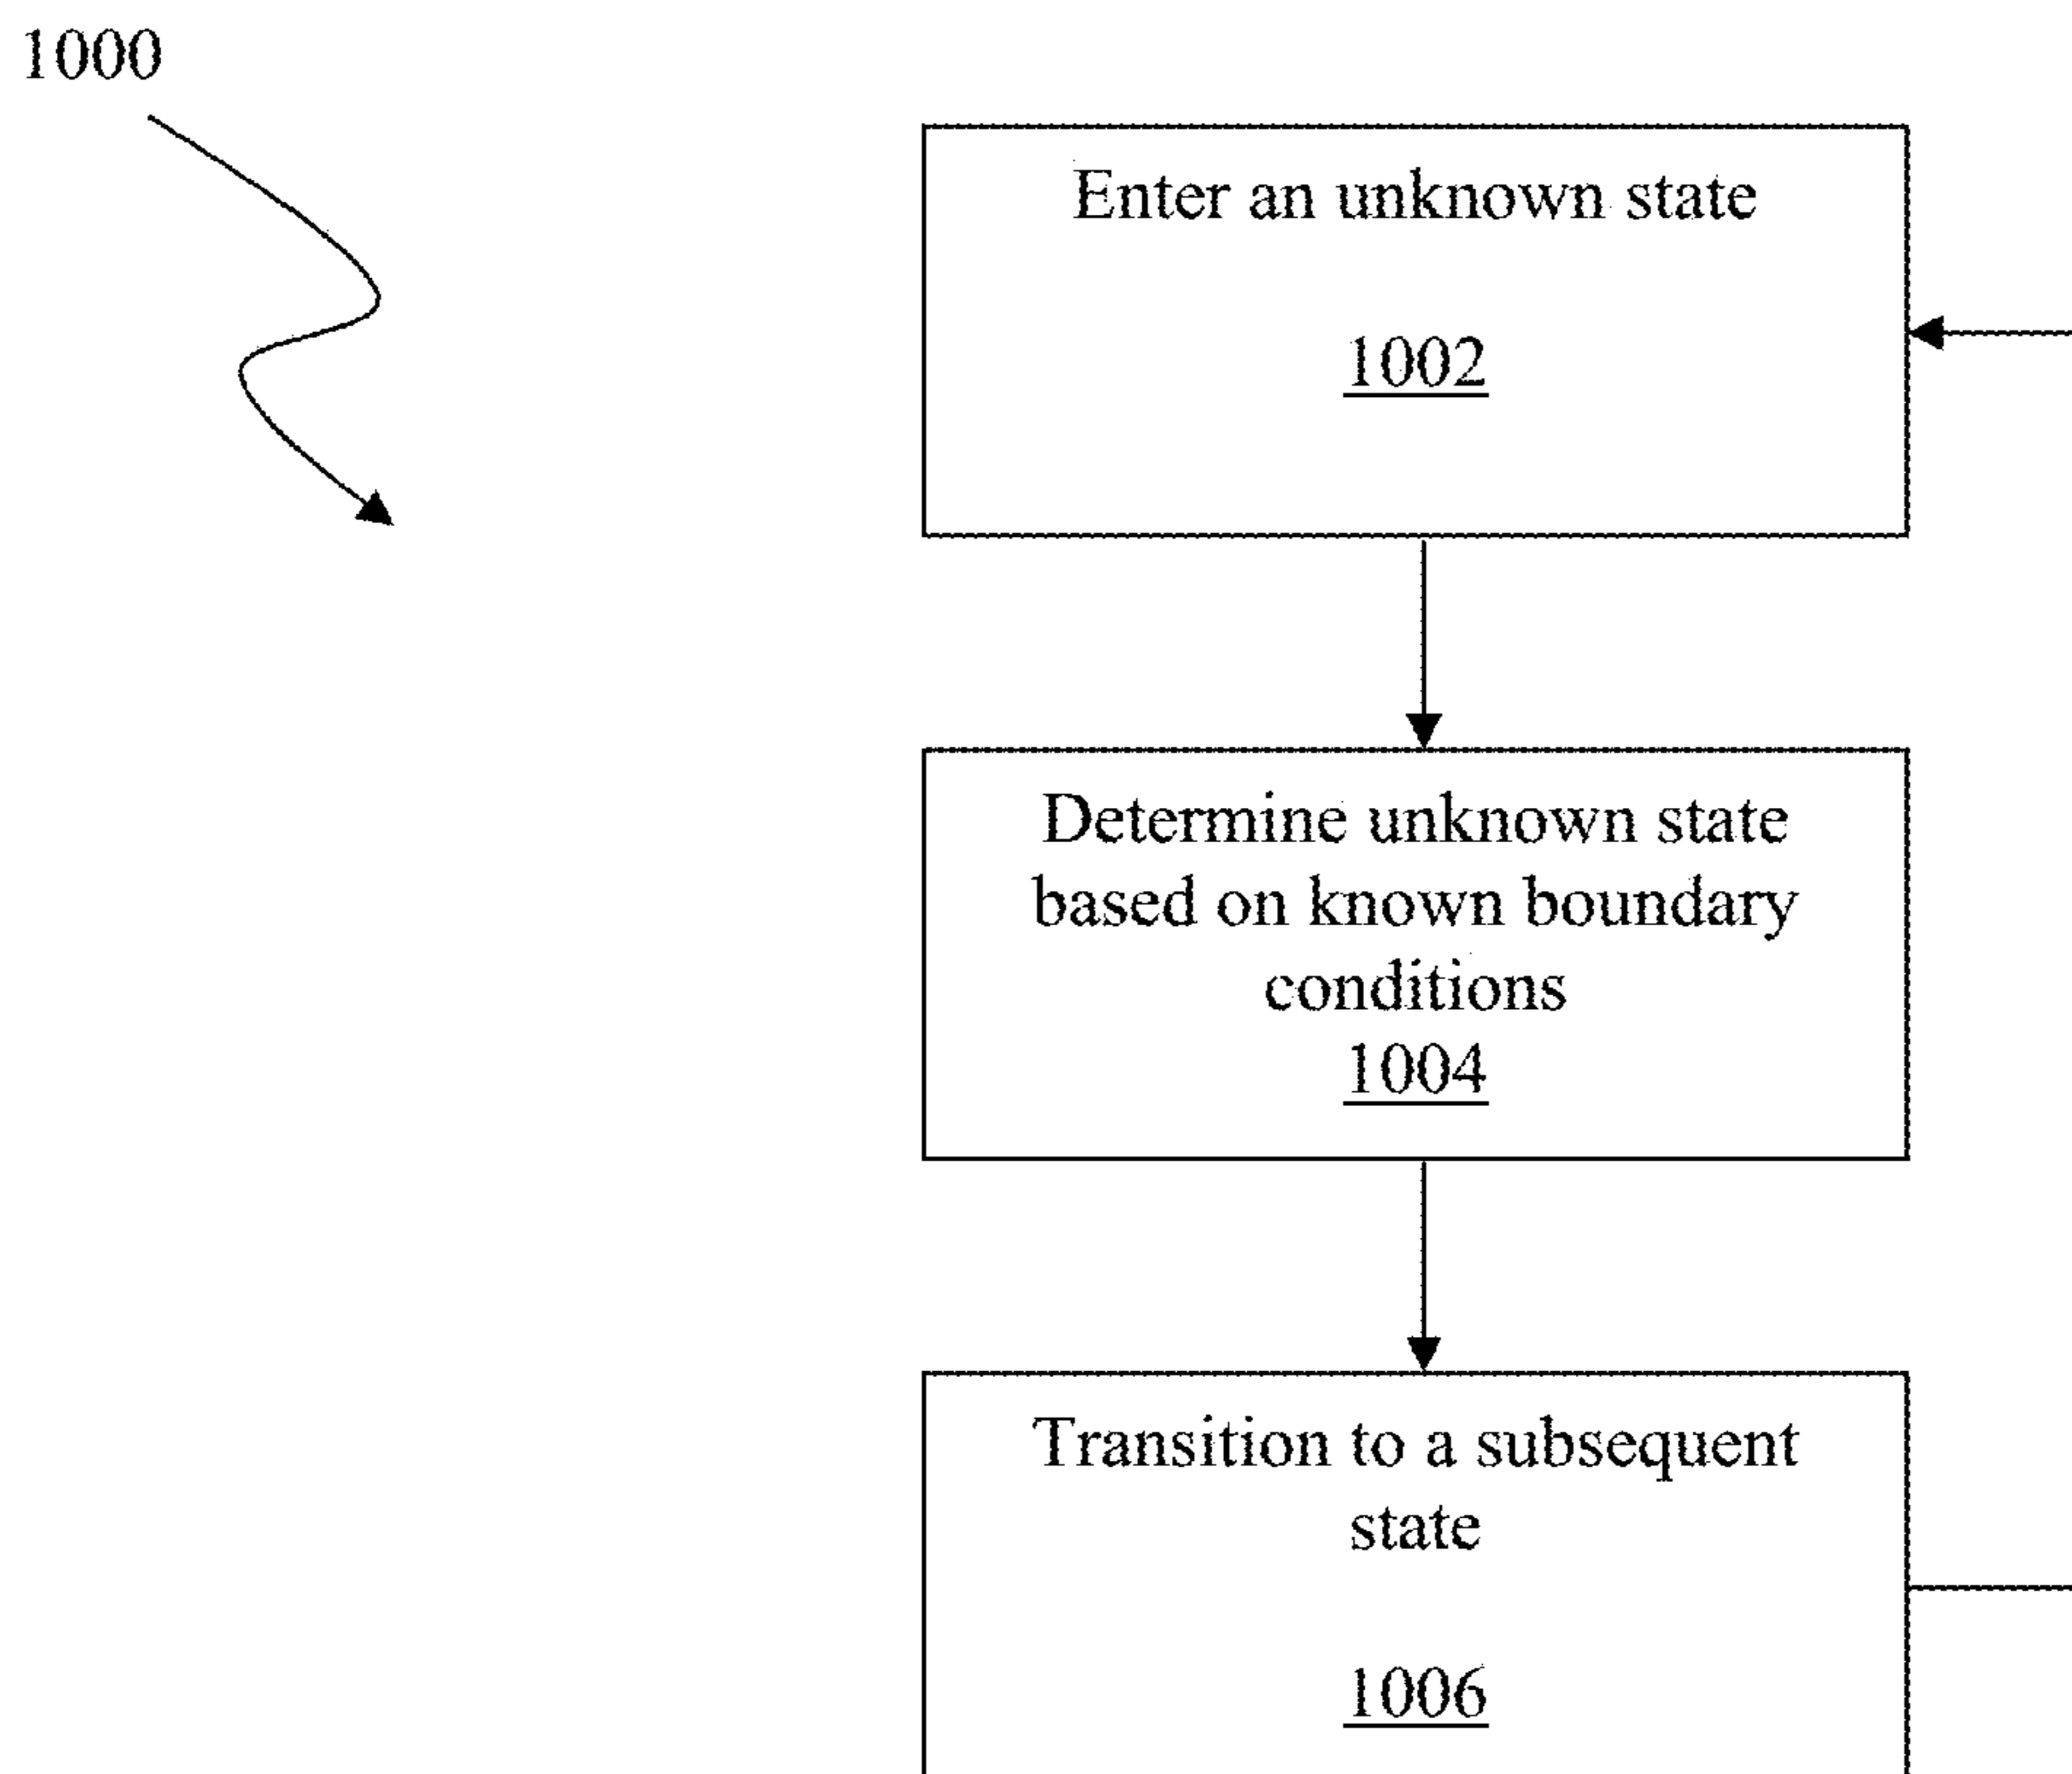 1000
Enter an unknown state
1002
Determine unknown state
based on known boundary
conditions
1004
Transition to a subsequent
state
1006